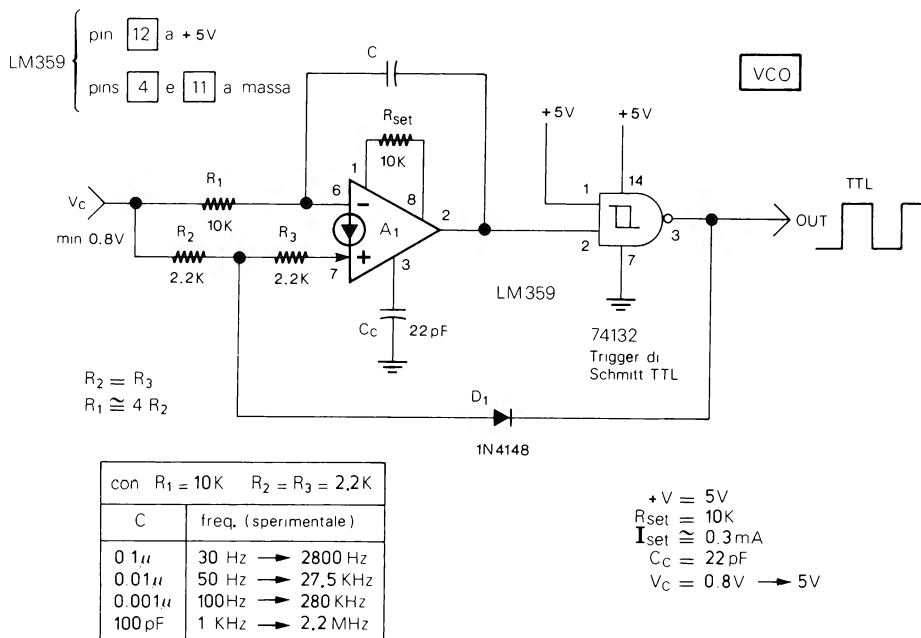 LM359
pin 12 a + 5V
pins 4 e 11 a massa
VCO
C
Rset
10K
1
8
6
−
A1
+
7
3
2
Vc
min 0.8V
R1
10K
R2
2.2K
R3
2.2K
Cc
22pF
LM359
+5V
+5V
1
14
2
3
7
OUT
TTL
74132
Trigger di
Schmitt TTL
D1
1N4148
R2 = R3
R1 ≅ 4 R2
con R1 = 10K R2 = R3 = 2.2K
C freq. (sperimentale)
0.1μ 30 Hz → 2800 Hz
0.01μ 50 Hz → 27.5 KHz
0.001μ 100Hz → 280 KHz
100 pF 1 KHz → 2.2 MHz
+V = 5V
Rset = 10K
Iset ≅ 0.3mA
Cc = 22 pF
Vc = 0.8V → 5V